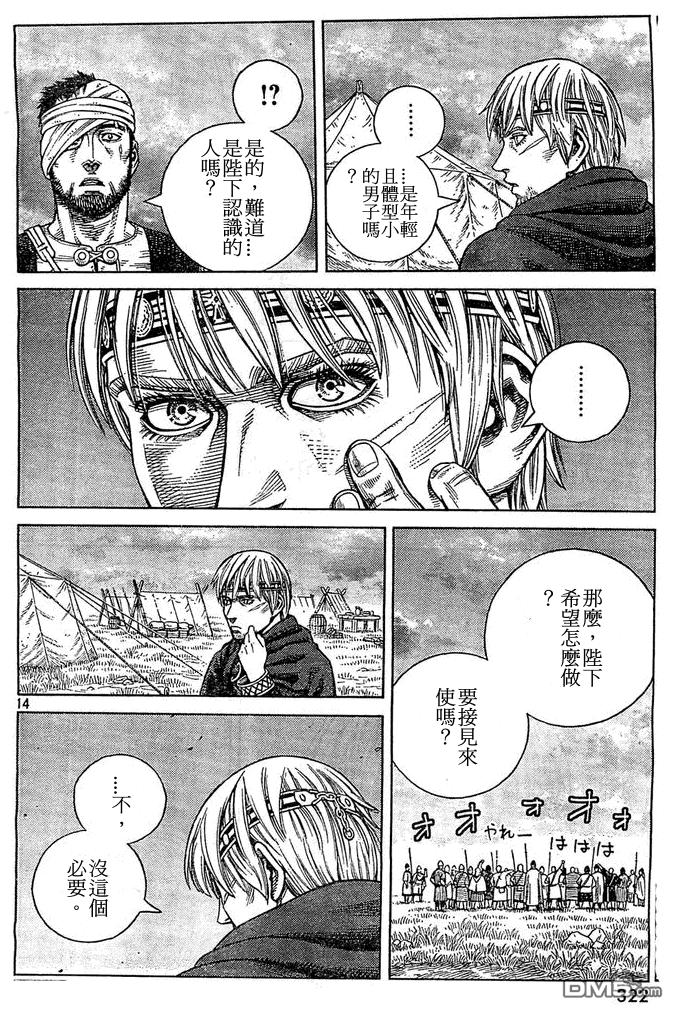 ……
…是年輕
且體型小
的男子嗎
？
!?
是的，難道…
是陛下認識的
人嗎？
……
那麼，陛下
希望怎麼做
？
要接見來
使嗎？
オォ オォ
やれー
ははは
…不，
沒這個
必要。
14
322
DM5.com